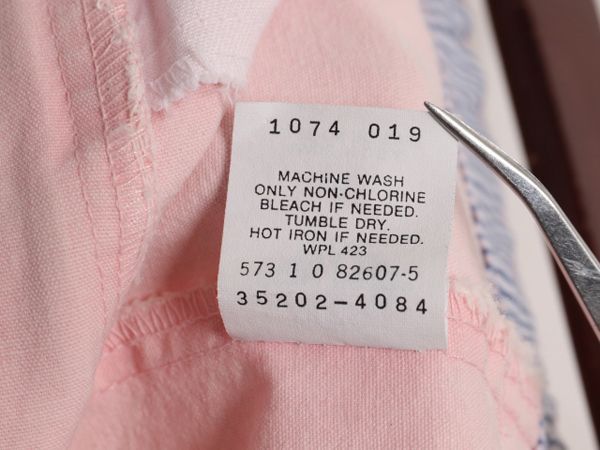 1074 019
MACHINE WASH
ONLY NON-CHLORINE
BLEACH IF NEEDED.
TUMBLE DRY.
HOT IRON IF NEEDED.
WPL 423
573 1 0 82607-5
35202-4084